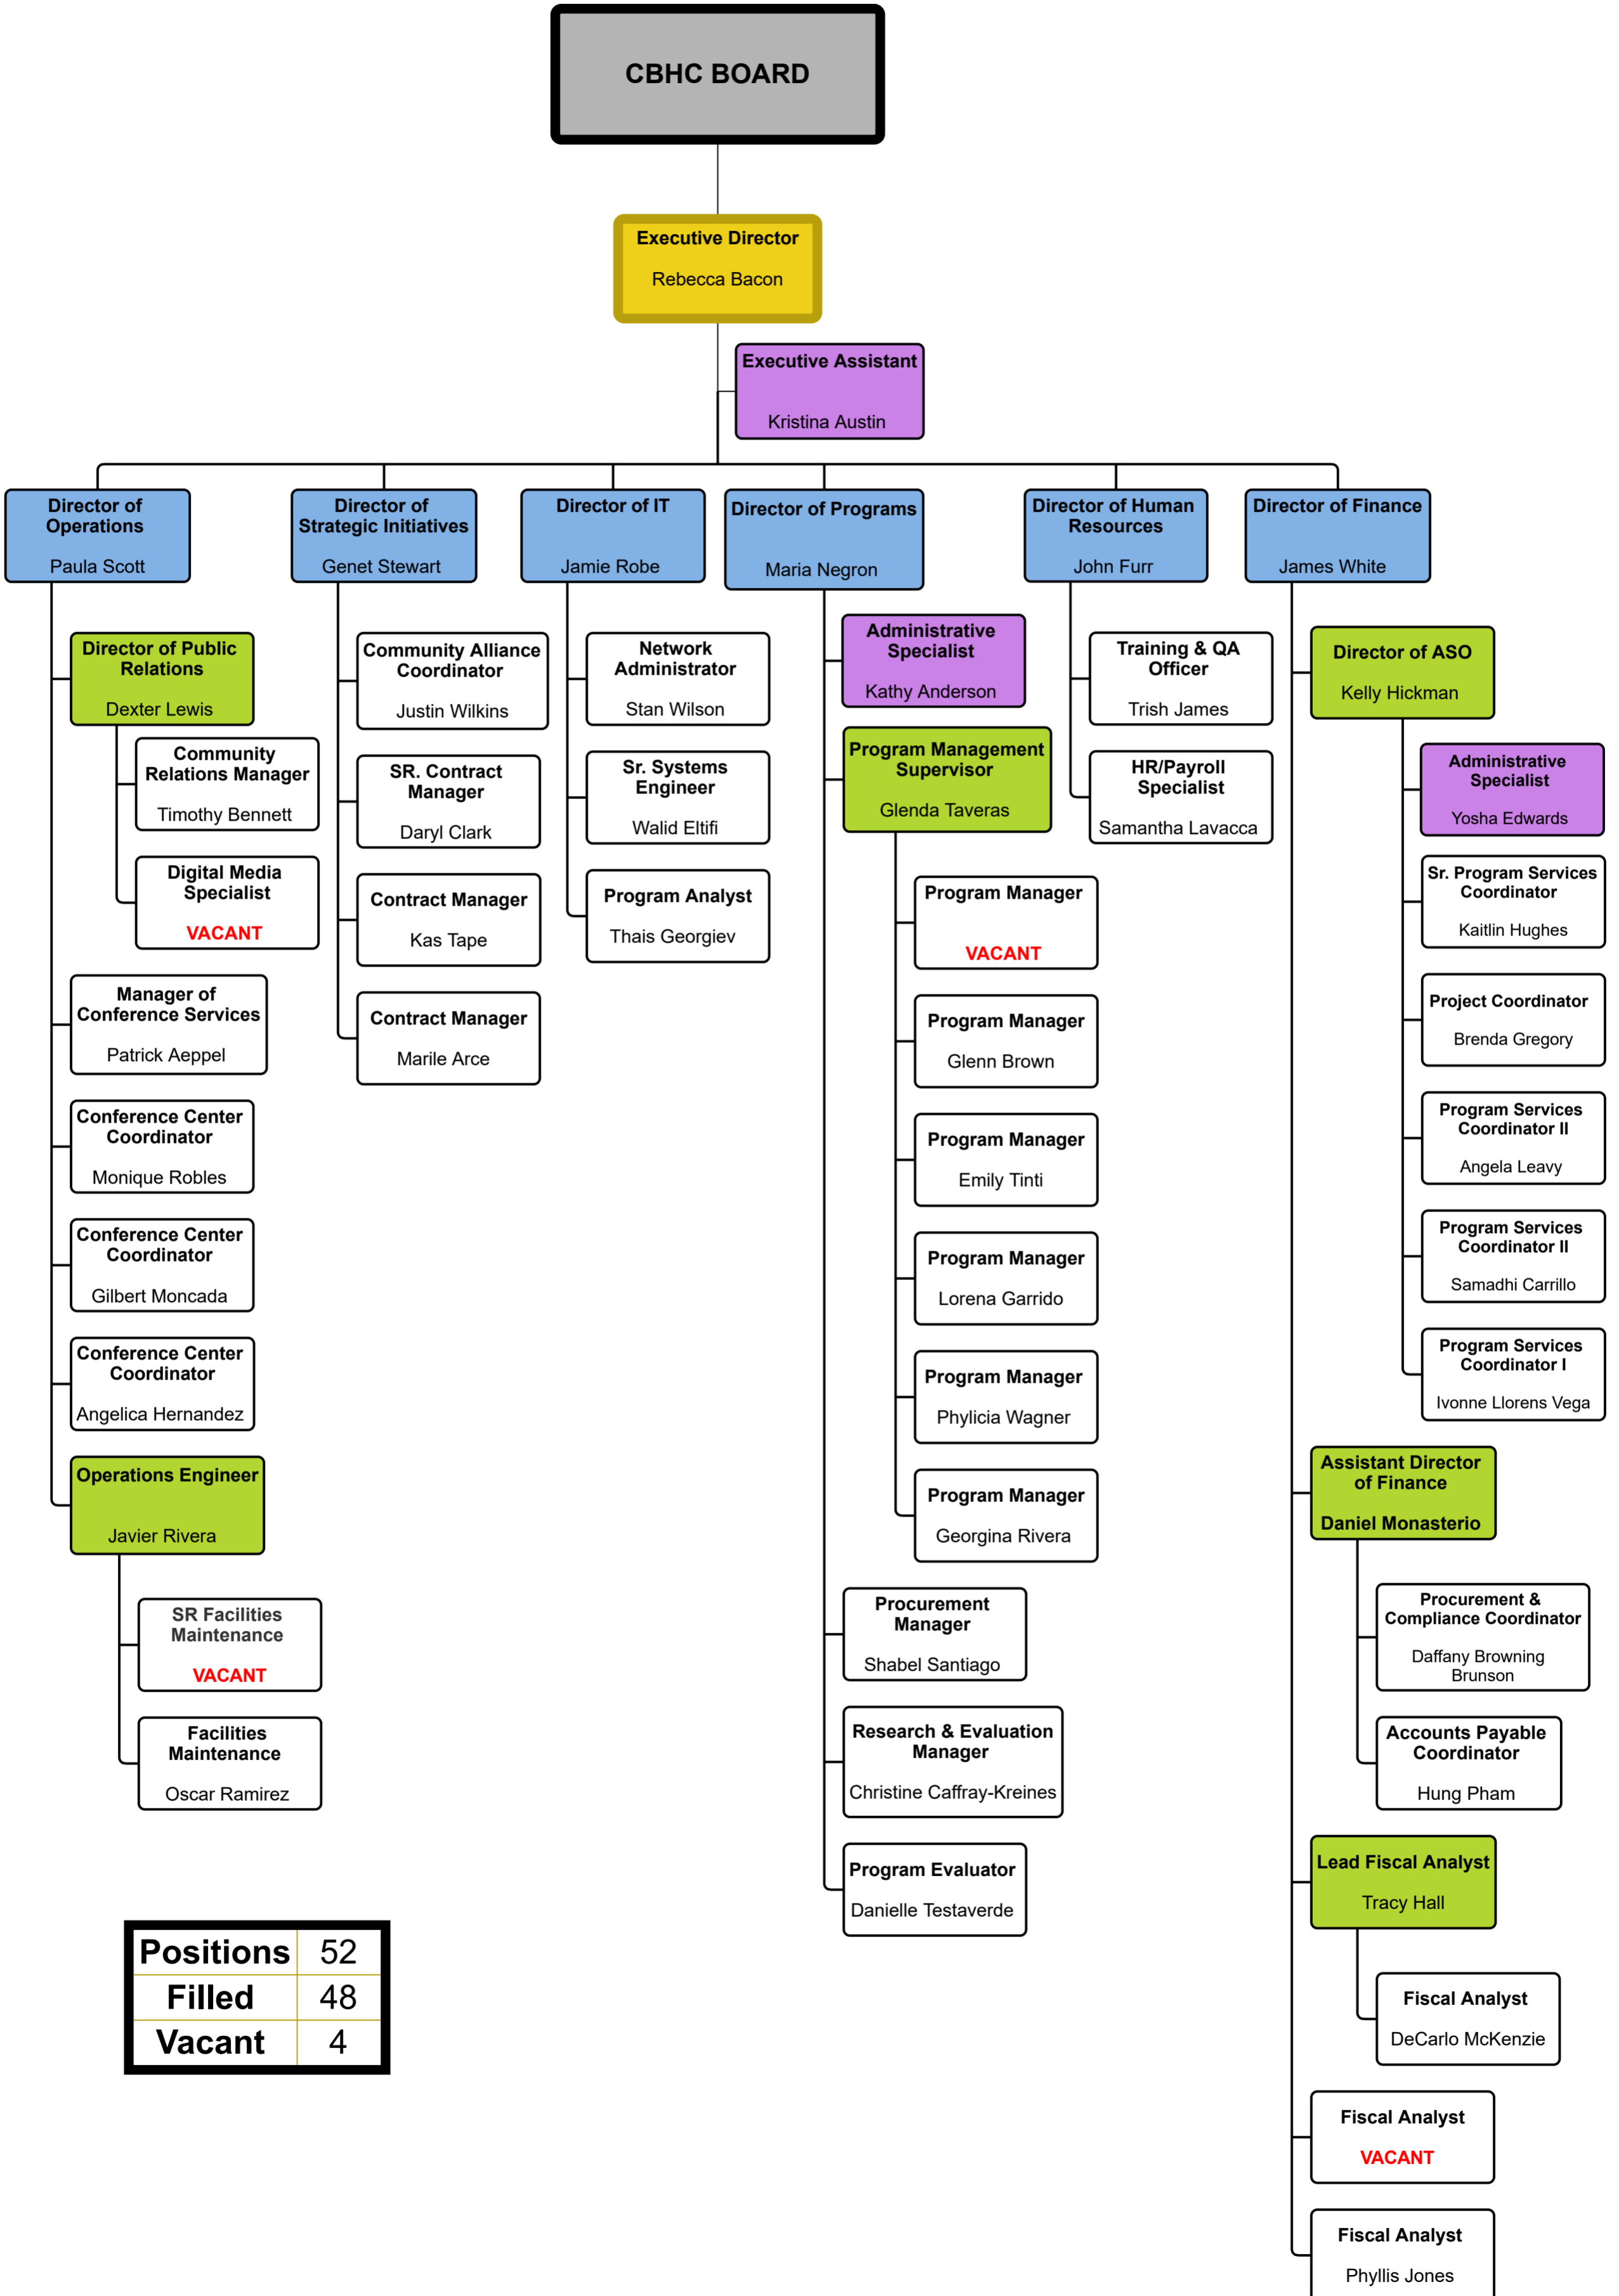 CBHC BOARD
Executive Director
Rebecca Bacon
Executive Assistant
Kristina Austin
Director of
Operations
Paula Scott
Director of Public
Relations
Dexter Lewis
Community
Relations Manager
Timothy Bennett
Digital Media
Specialist
VACANT
Manager of
Conference Services
Patrick Aeppel
Conference Center
Coordinator
Monique Robles
Conference Center
Coordinator
Gilbert Moncada
Conference Center
Coordinator
Angelica Hernandez
Operations Engineer
Javier Rivera
SR Facilities
Maintenance
VACANT
Facilities
Maintenance
Oscar Ramirez
Director of
Strategic Initiatives
Genet Stewart
Community Alliance
Coordinator
Justin Wilkins
SR. Contract
Manager
Daryl Clark
Contract Manager
Kas Tape
Contract Manager
Marile Arce
Director of IT
Jamie Robe
Network
Administrator
Stan Wilson
Sr. Systems
Engineer
Walid Eltifi
Program Analyst
Thais Georgiev
Director of Programs
Maria Negron
Administrative
Specialist
Kathy Anderson
Program Management
Supervisor
Glenda Taveras
Program Manager
VACANT
Program Manager
Glenn Brown
Program Manager
Emily Tinti
Program Manager
Lorena Garrido
Program Manager
Phylicia Wagner
Program Manager
Georgina Rivera
Procurement
Manager
Shabel Santiago
Research & Evaluation
Manager
Christine Caffray-Kreines
Program Evaluator
Danielle Testaverde
Director of Human
Resources
John Furr
Training & QA
Officer
Trish James
HR/Payroll
Specialist
Samantha Lavacca
Director of Finance
James White
Director of ASO
Kelly Hickman
Administrative
Specialist
Yosha Edwards
Sr. Program Services
Coordinator
Kaitlin Hughes
Project Coordinator
Brenda Gregory
Program Services
Coordinator II
Angela Leavy
Program Services
Coordinator II
Samadhi Carrillo
Program Services
Coordinator I
Ivonne Llorens Vega
Assistant Director
of Finance
Daniel Monasterio
Procurement &
Compliance Coordinator
Daffany Browning
Brunson
Accounts Payable
Coordinator
Hung Pham
Lead Fiscal Analyst
Tracy Hall
Fiscal Analyst
DeCarlo McKenzie
Fiscal Analyst
VACANT
Fiscal Analyst
Phyllis Jones
Positions 52
Filled 48
Vacant 4